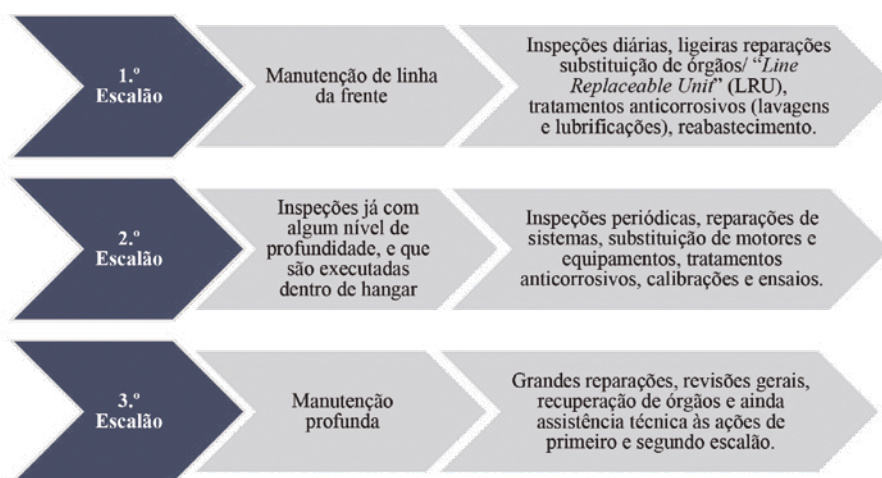 1.º
Escalão
Manutenção de linha
da frente
Inspeções diárias, ligeiras reparações
substituição de órgãos/ “Line
Replaceable Unit” (LRU),
tratamentos anticorrosivos (lavagens
e lubrificações), reabastecimento.
2.º
Escalão
Inspeções já com
algum nível de
profundidade, e que
são executadas
dentro de hangar
Inspeções periódicas, reparações de
sistemas, substituição de motores e
equipamentos, tratamentos
anticorrosivos, calibrações e ensaios.
3.º
Escalão
Manutenção
profunda
Grandes reparações, revisões gerais,
recuperação de órgãos e ainda
assistência técnica às ações de
primeiro e segundo escalão.